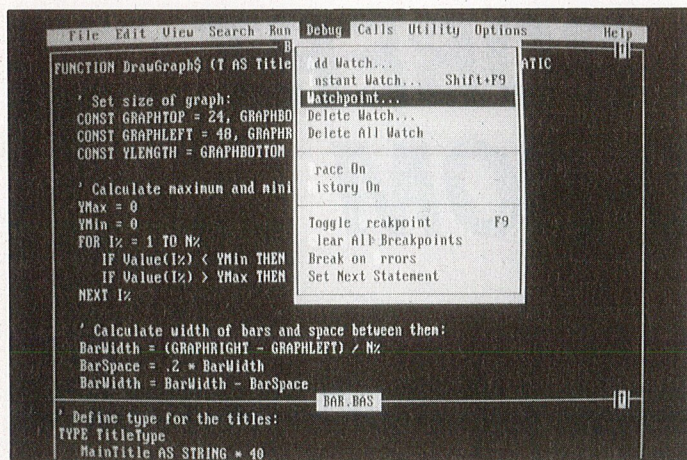 File Edit View Search Run Debug Calls Utility Options Help
B
FUNCTION DrawGraph$ (T AS Title
ATIC
' Set size of graph:
CONST GRAPHTOP = 24, GRAPHBO
CONST GRAPHLEFT = 48, GRAPHR
CONST YLENGTH = GRAPHBOTTOM
' Calculate maximum and mini
YMax = 0
YMin = 0
FOR I% = 1 TO N%
IF Value(I%) < YMin THEN
IF Value(I%) > YMax THEN
NEXT I%
' Calculate width of bars and space between them:
BarWidth = (GRAPHRIGHT - GRAPHLEFT) / N%
BarSpace = .2 * BarWidth
BarWidth = BarWidth - BarSpace
dd Watch...
nstant Watch... Shift+F9
Watchpoint...
Delete Watch...
Delete All Watch
race On
istory On
Toggle reakpoint F9
lear All Breakpoints
Break on rrors
Set Next Statement
BAR.BAS
' Define type for the titles:
TYPE TitleType
MainTitle AS STRING * 40